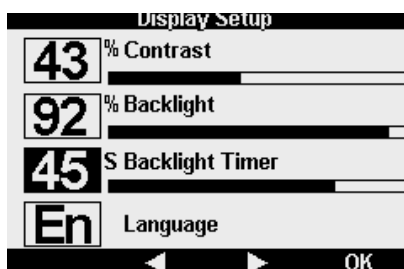 Display Setup
43 % Contrast
92 % Backlight
45 S Backlight Timer
En Language
OK